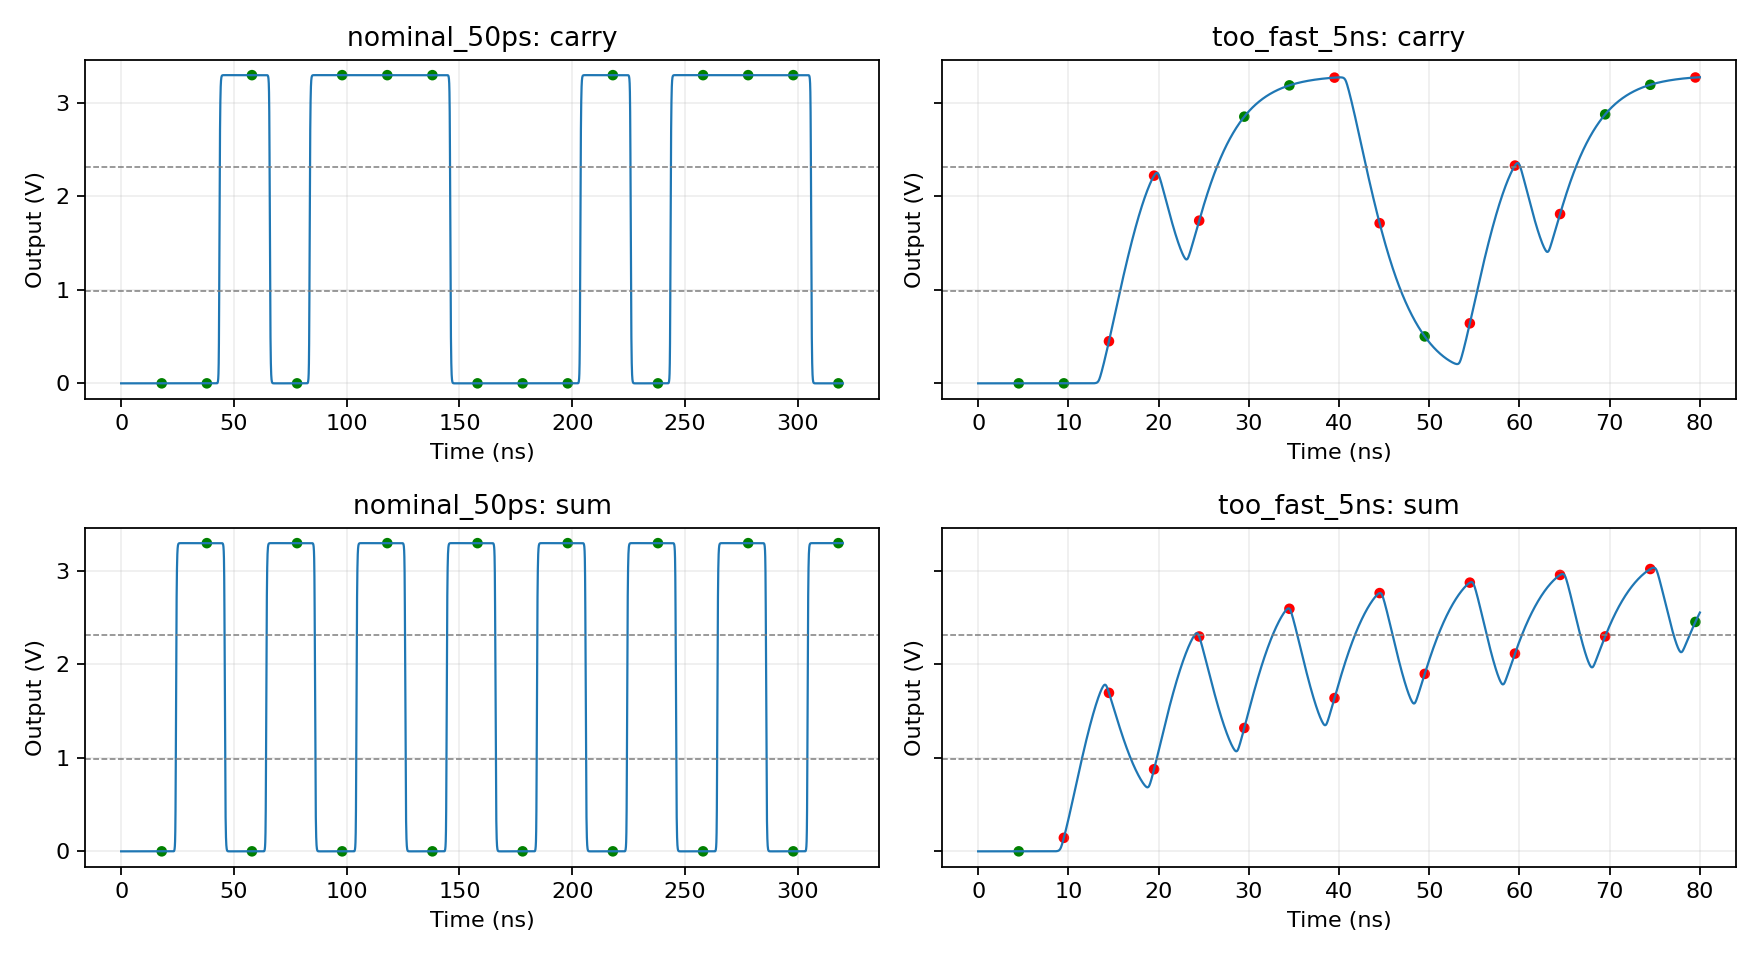 nominal_50ps: carry
Output (V)
3
2
1
0
0 50 100 150 200 250 300
Time (ns)
too_fast_5ns: carry
Output (V)
0 10 20 30 40 50 60 70 80
Time (ns)
nominal_50ps: sum
Output (V)
3
2
1
0
0 50 100 150 200 250 300
Time (ns)
too_fast_5ns: sum
Output (V)
0 10 20 30 40 50 60 70 80
Time (ns)